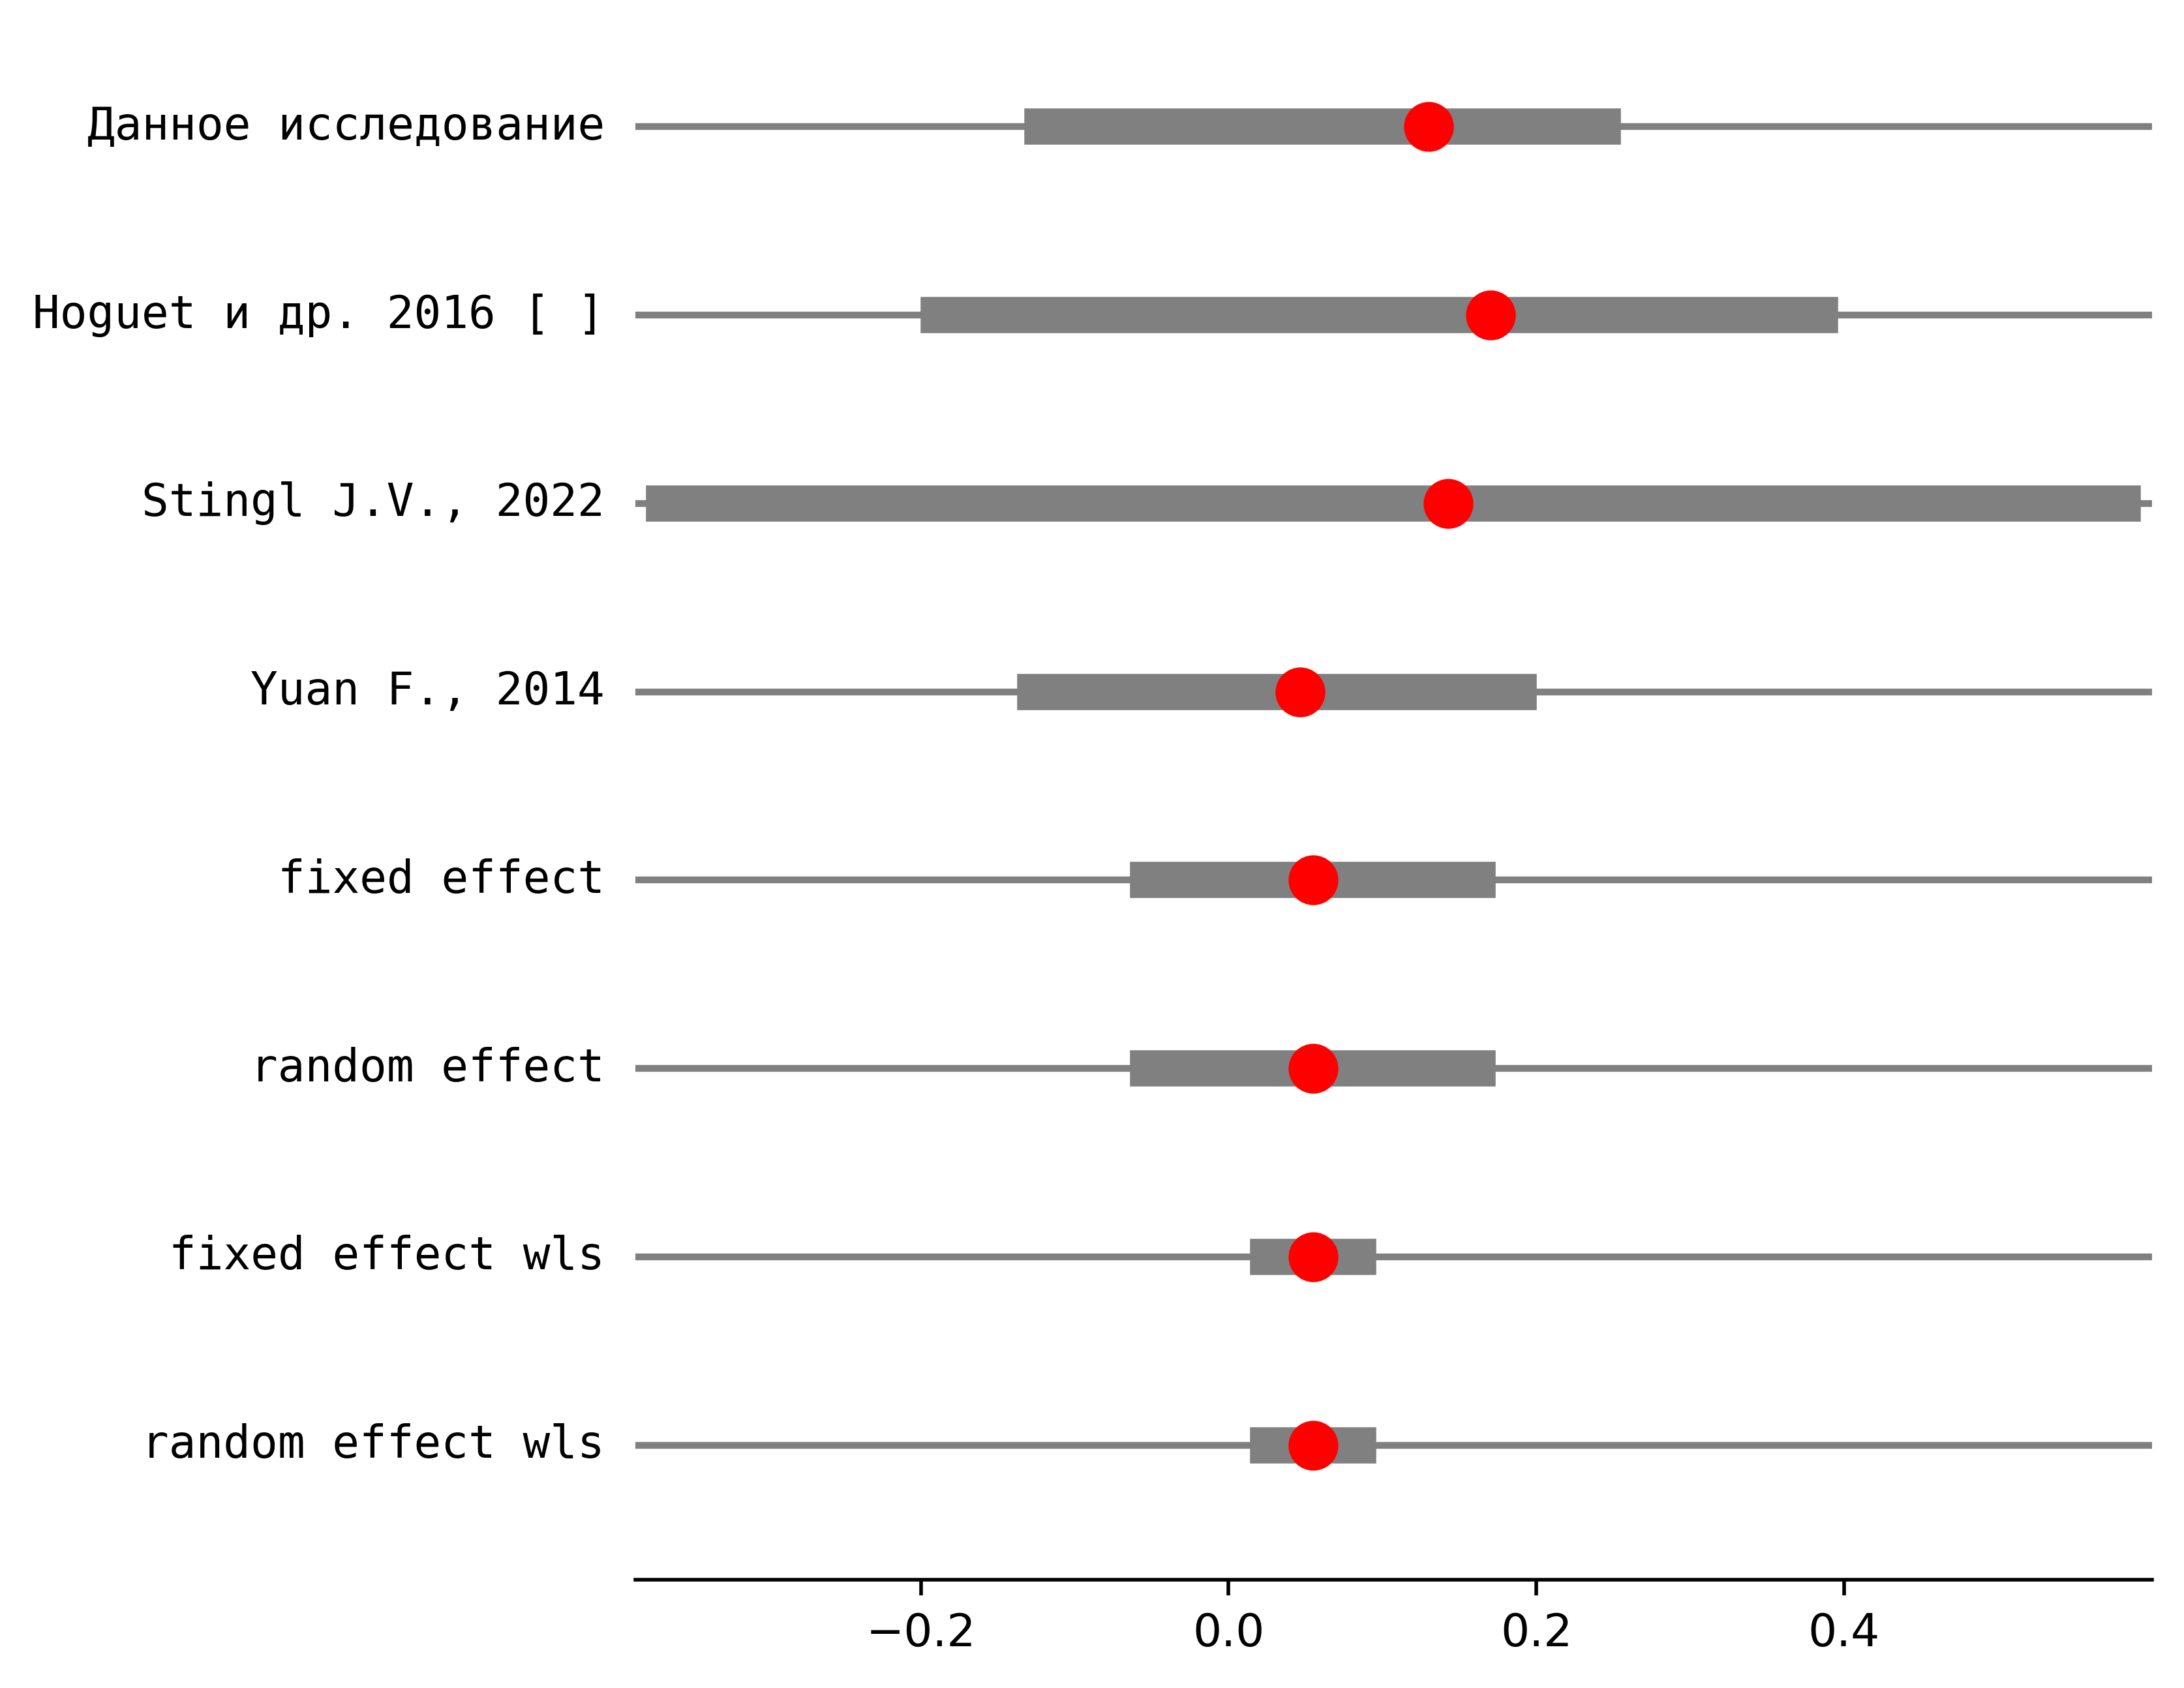 Данное исследование
Hoguet и др. 2016 [ ]
Stingl J.V., 2022
Yuan F., 2014
fixed effect
random effect
fixed effect wls
random effect wls
−0.2 0.0 0.2 0.4